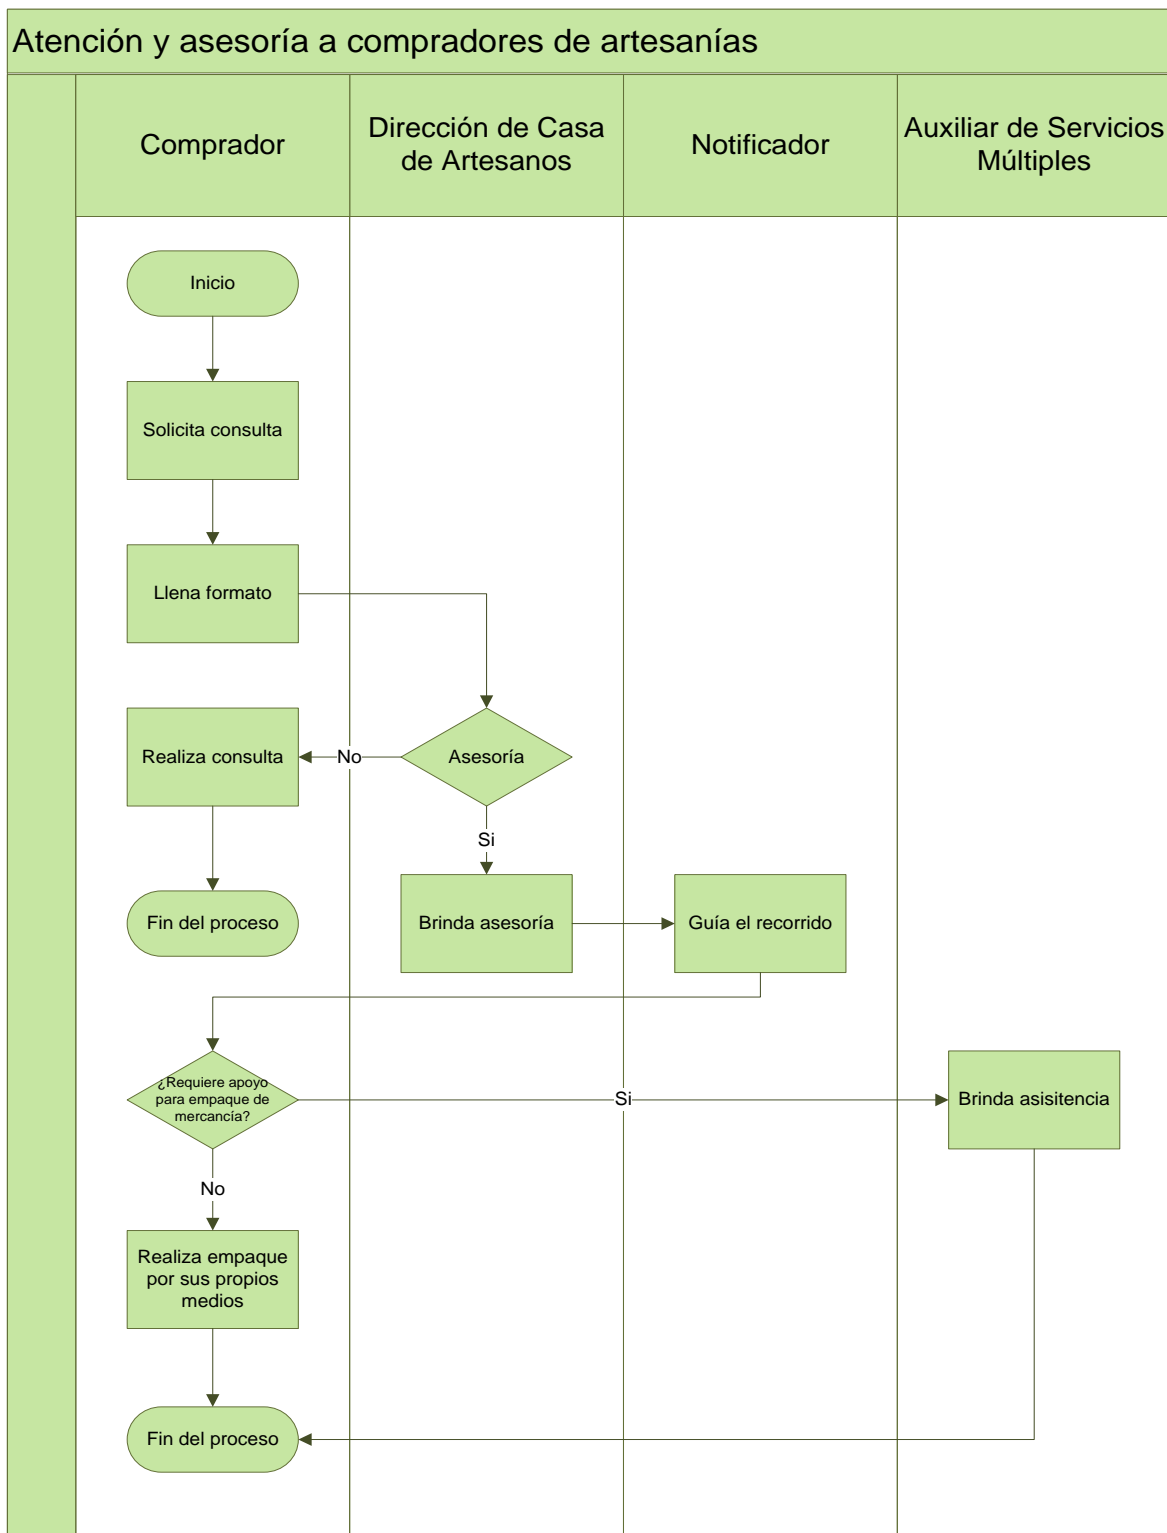 Atención y asesoría a compradores de artesanías
Comprador
Dirección de Casa
de Artesanos
Notificador
Auxiliar de Servicios
Múltiples
Inicio
Solicita consulta
Llena formato
Realiza consulta
No
Asesoría
Si
Fin del proceso
Brinda asesoría
Guía el recorrido
¿Requiere apoyo
para empaque de
mercancía?
Si
Brinda asisitencia
No
Realiza empaque
por sus propios
medios
Fin del proceso